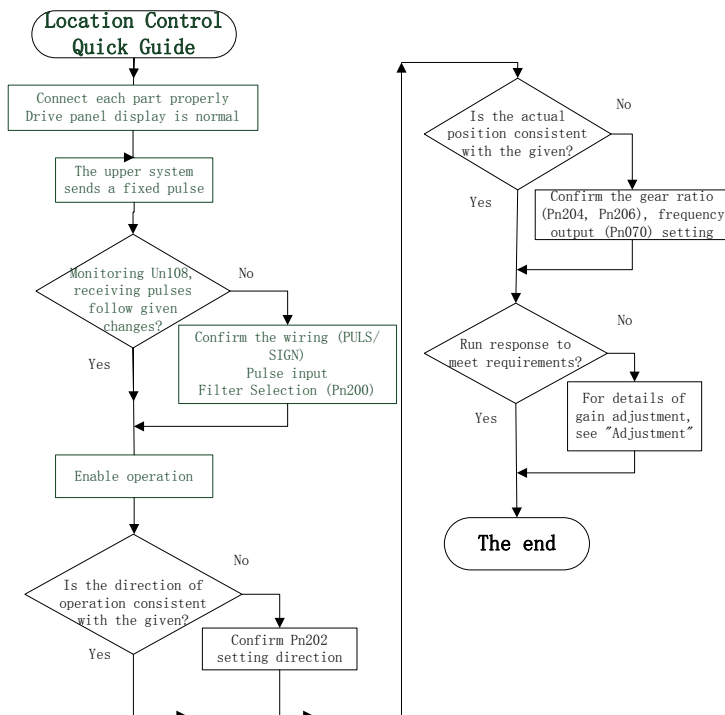 Location Control
Quick Guide
Connect each part properly
Drive panel display is normal
The upper system
sends a fixed pulse
Monitoring Un108,
receiving pulses
follow given
changes?
No
Yes
Confirm the wiring (PULS/
SIGN)
Pulse input
Filter Selection (Pn200)
Enable operation
Is the direction of
operation consistent
with the given?
No
Yes
Confirm Pn202
setting direction
Is the actual
position consistent
with the given?
No
Yes
Confirm the gear ratio
(Pn204, Pn206), frequency
output (Pn070) setting
Run response to
meet requirements?
No
Yes
For details of
gain adjustment,
see "Adjustment"
The end